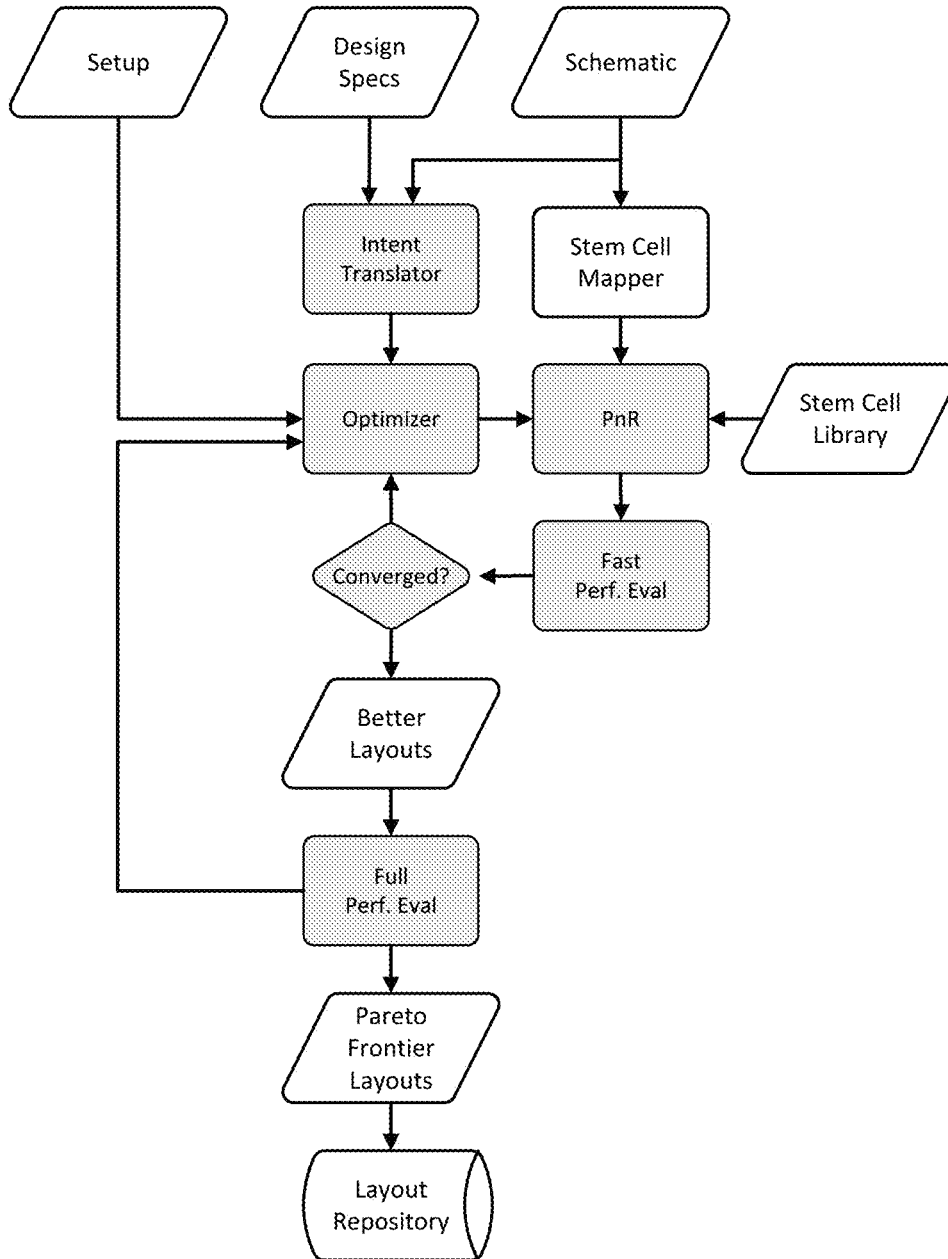 Setup
Design
Specs
Schematic
Intent
Translator
Stem Cell
Mapper
Optimizer
PnR
Stem Cell
Library
Converged?
Fast
Perf. Eval
Better
Layouts
Full
Perf. Eval
Pareto
Frontier
Layouts
Layout
Repository